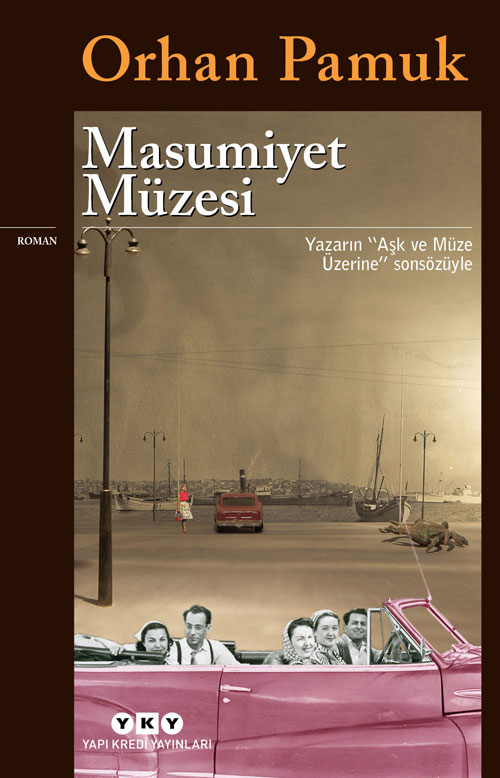 Orhan Pamuk
Masumiyet
Müzesi
ROMAN
Yazarın “Aşk ve Müze
Üzerine” sonsözüyle
YKY
YAPI KREDİ YAYINLARI